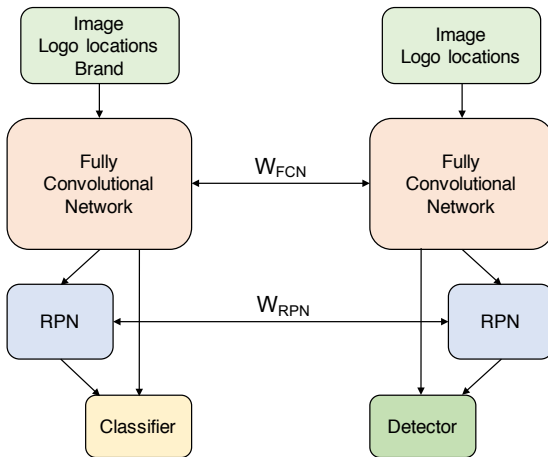 Image
Logo locations
Brand
Image
Logo locations
Fully
Convolutional
Network
W_FCN
Fully
Convolutional
Network
RPN
W_RPN
RPN
Classifier
Detector